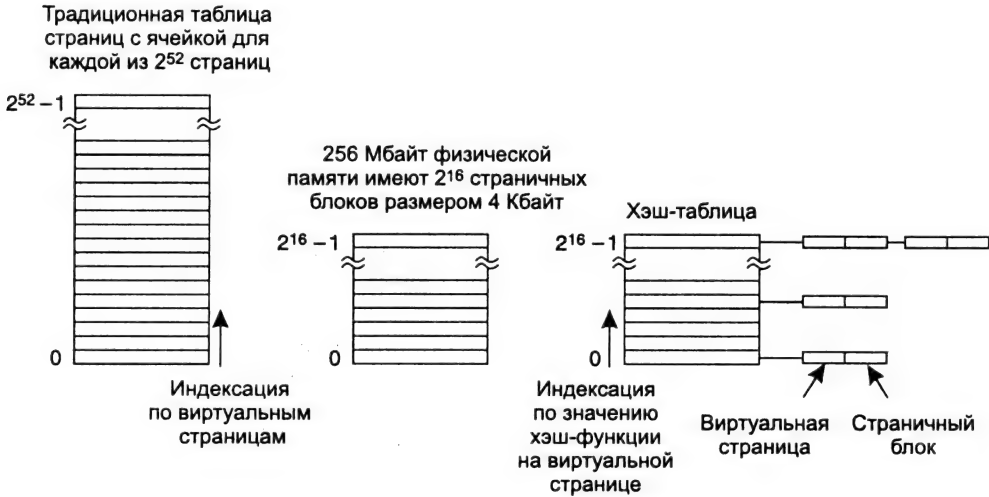 Традиционная таблица
страниц с ячейкой для
каждой из 2⁵² страниц
2⁵² – 1
0
Индексация
по виртуальным
страницам
256 Мбайт физической
памяти имеют 2¹⁶ страничных
блоков размером 4 Кбайт
2¹⁶ – 1
0
Хэш-таблица
2¹⁶ – 1
0
Индексация
по значению
хэш-функции
на виртуальной
странице
Виртуальная
страница
Страничный
блок